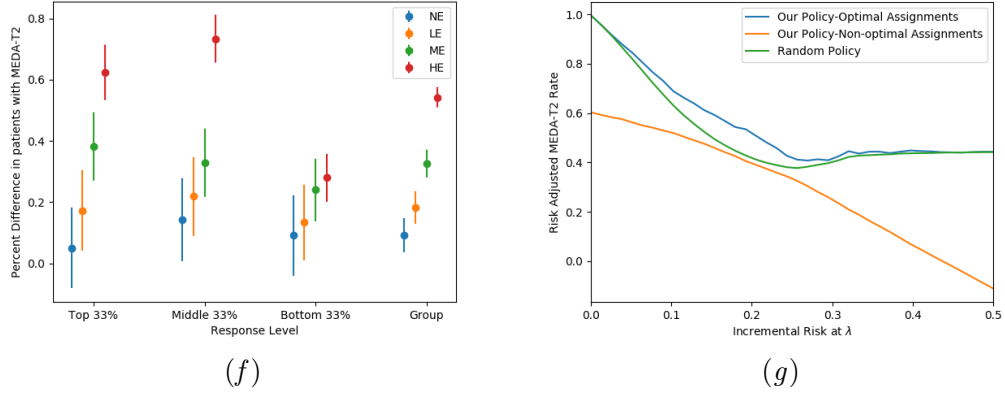 0.8
0.6
0.4
0.2
0.0
Percent Difference in patients with MEDA-T2
NE
LE
ME
HE
Top 33%
Middle 33%
Bottom 33%
Group
Response Level
(f)
1.0
0.8
0.6
0.4
0.2
0.0
Risk Adjusted MEDA-T2 Rate
Our Policy-Optimal Assignments
Our Policy-Non-optimal Assignments
Random Policy
0.0
0.1
0.2
0.3
0.4
0.5
Incremental Risk at λ
(g)